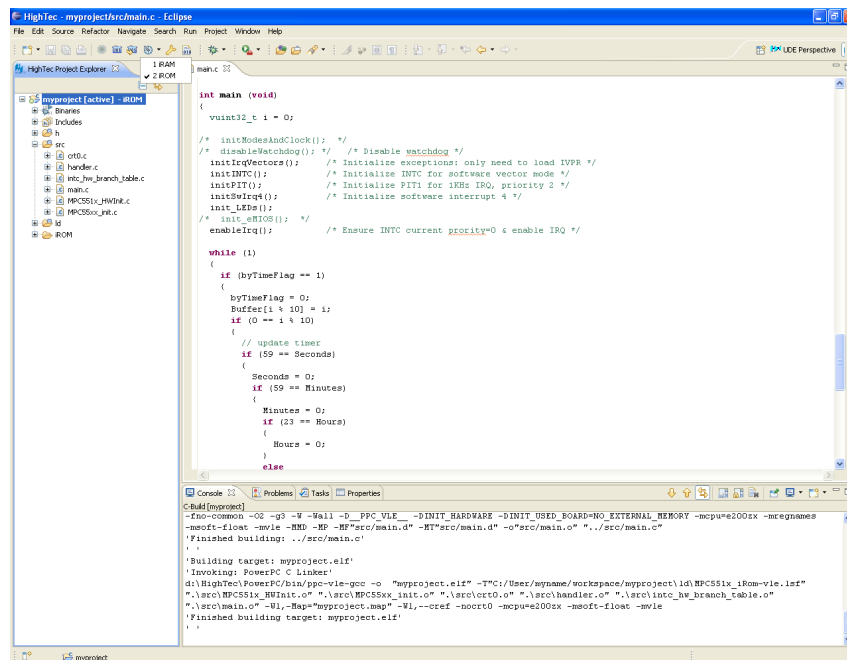 HighTec - myproject/src/main.c - Eclipse
File Edit Source Refactor Navigate Search Run Project Window Help
UDE Perspective
HighTec Project Explorer
1 iRAM
2 iROM
main.c
myproject [active] - iROM
Binaries
Includes
h
src
crt0.c
handler.c
intc_hw_branch_table.c
main.c
MPC551x_HWInit.c
MPC55xx_init.c
ld
iROM
int main (void)
{
vuint32_t i = 0;
/* initModesAndClock(); */
/* disableWatchdog(); */ /* Disable watchdog */
initIrqVectors(); /* Initialize exceptions: only need to load IVPR */
initINTC(); /* Initialize INTC for software vector mode */
initPIT(); /* Initialize PIT1 for 1KHz IRQ, priority 2 */
initSwIrq4(); /* Initialize software interrupt 4 */
init_LEDs();
/* init_eMIOS(); */
enableIrq(); /* Ensure INTC current prority=0 & enable IRQ */
while (1)
{
if (byTimeFlag == 1)
{
byTimeFlag = 0;
Buffer[i % 10] = i;
if (0 == i % 10)
{
// update timer
if (59 == Seconds)
{
Seconds = 0;
if (59 == Minutes)
{
Minutes = 0;
if (23 == Hours)
{
Hours = 0;
}
else
Console Problems Tasks Properties
C-Build [myproject]
-fno-common -O2 -g3 -W -Wall -D__PPC_VLE__ -DINIT_HARDWARE -DINIT_USED_BOARD=NO_EXTERNAL_MEMORY -mcpu=e200zx -mregnames
-msoft-float -mvle -MMD -MP -MF"src/main.d" -MT"src/main.d" -o"src/main.o" "../src/main.c"
'Finished building: ../src/main.c'
' '
'Building target: myproject.elf'
'Invoking: PowerPC C Linker'
d:\HighTec\PowerPC/bin/ppc-vle-gcc -o "myproject.elf" -T"C:/User/myname/workspace/myproject\ld\MPC551x_iRom-vle.lsf"
".\src\MPC551x_HWInit.o" ".\src\MPC55xx_init.o" ".\src\crt0.o" ".\src\handler.o" ".\src\intc_hw_branch_table.o"
".\src\main.o" -Wl,-Map="myproject.map" -Wl,--cref -nocrt0 -mcpu=e200zx -msoft-float -mvle
'Finished building target: myproject.elf'
' '
myproject